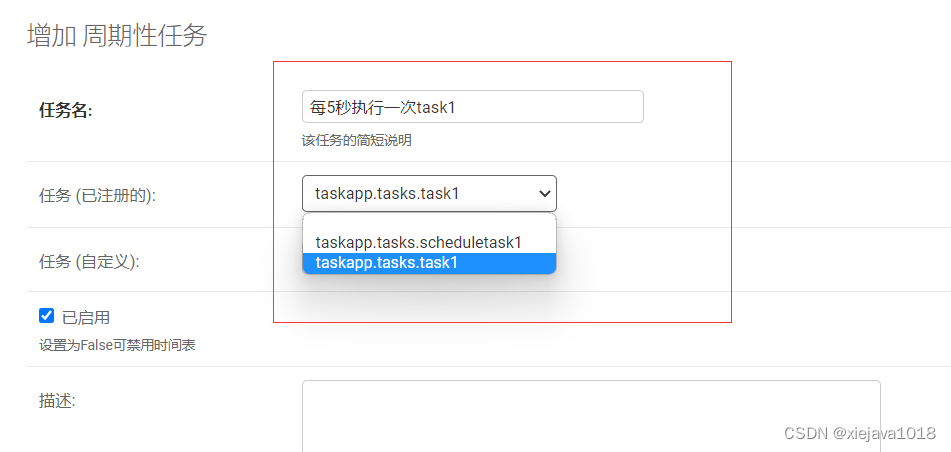 增加 周期性任务
任务名:
每5秒执行一次task1
该任务的简短说明
任务 (已注册的):
taskapp.tasks.task1
taskapp.tasks.scheduletask1
taskapp.tasks.task1
任务 (自定义):
已启用
设置为False可禁用时间表
描述:
CSDN @xiejava1018